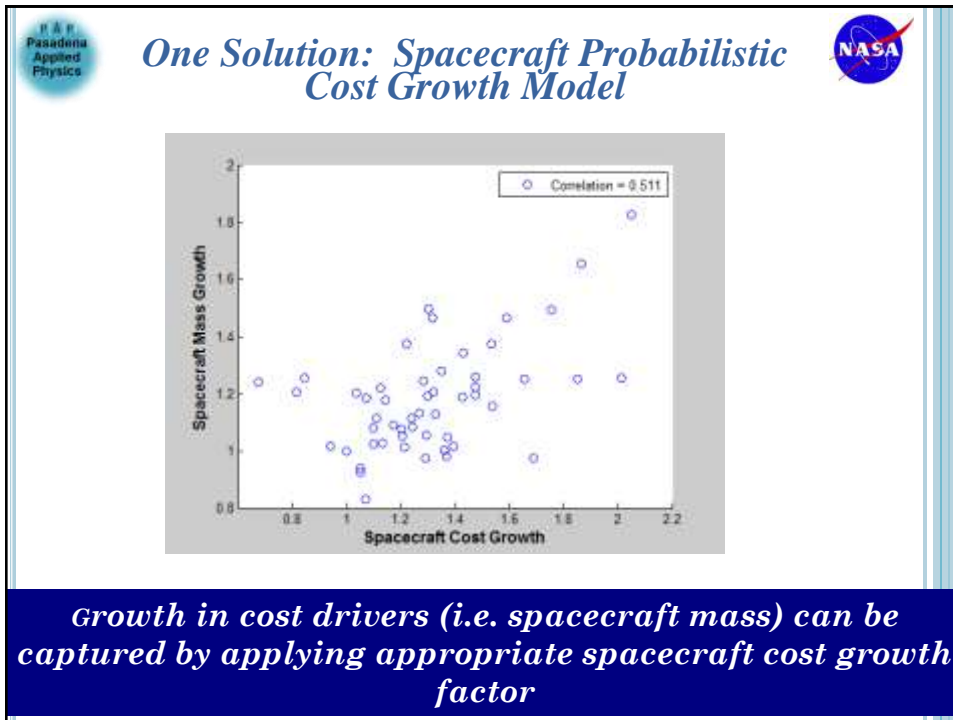 P A P
Pasadena
Applied
Physics
One Solution: Spacecraft Probabilistic
Cost Growth Model
NASA
2
1.8
1.6
1.4
1.2
1
0.8
Spacecraft Mass Growth
Correlation = 0.511
0.8 1 1.2 1.4 1.6 1.8 2 2.2
Spacecraft Cost Growth
Growth in cost drivers (i.e. spacecraft mass) can be
captured by applying appropriate spacecraft cost growth
factor